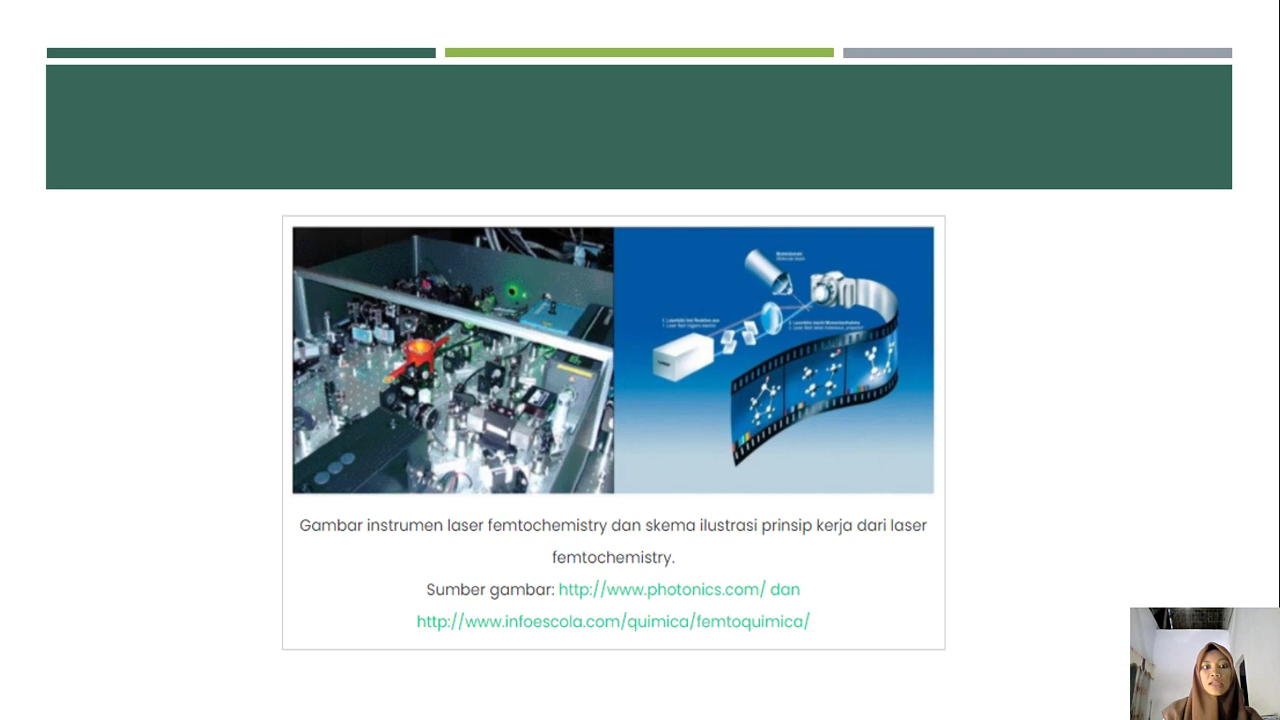 Gambar instrumen laser femtochemistry dan skema ilustrasi prinsip kerja dari laser
femtochemistry.
Sumber gambar: http://www.photonics.com/ dan
http://www.infoescola.com/quimica/femtoquimica/